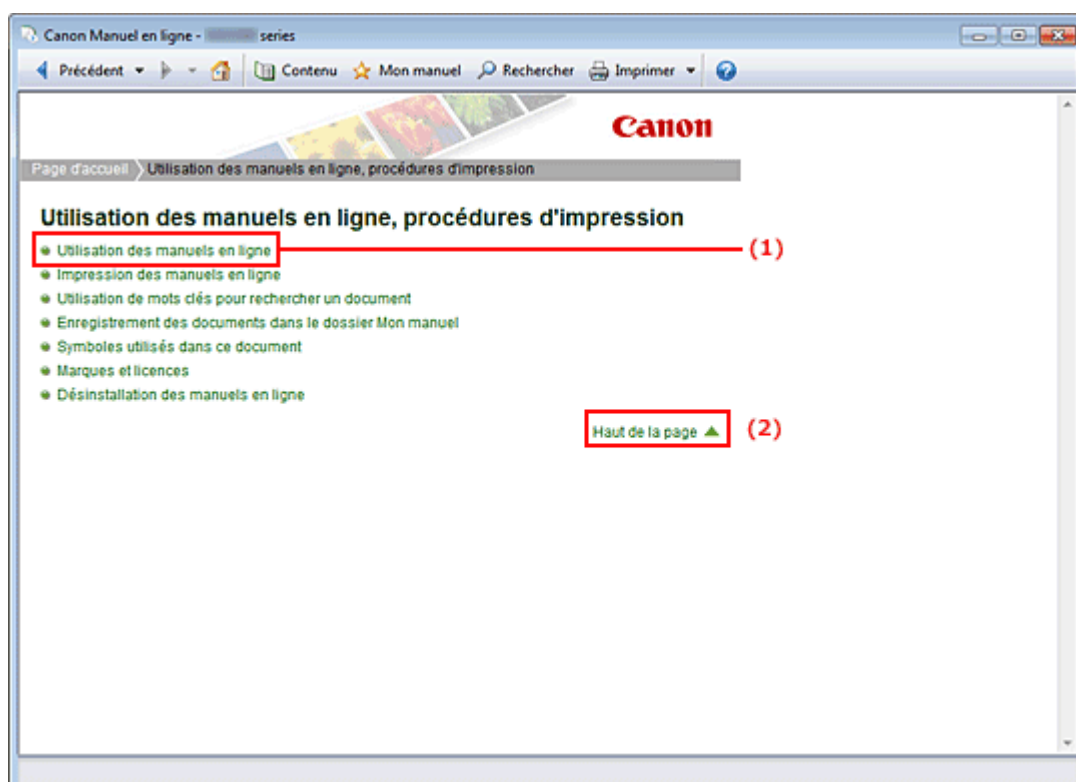 Canon Manuel en ligne - series
Précédent Contenu Mon manuel Rechercher Imprimer
Canon
Page d'accueil Utilisation des manuels en ligne, procédures d'impression
Utilisation des manuels en ligne, procédures d'impression
Utilisation des manuels en ligne
(1)
Impression des manuels en ligne
Utilisation de mots clés pour rechercher un document
Enregistrement des documents dans le dossier Mon manuel
Symboles utilisés dans ce document
Marques et licences
Désinstallation des manuels en ligne
Haut de la page
(2)